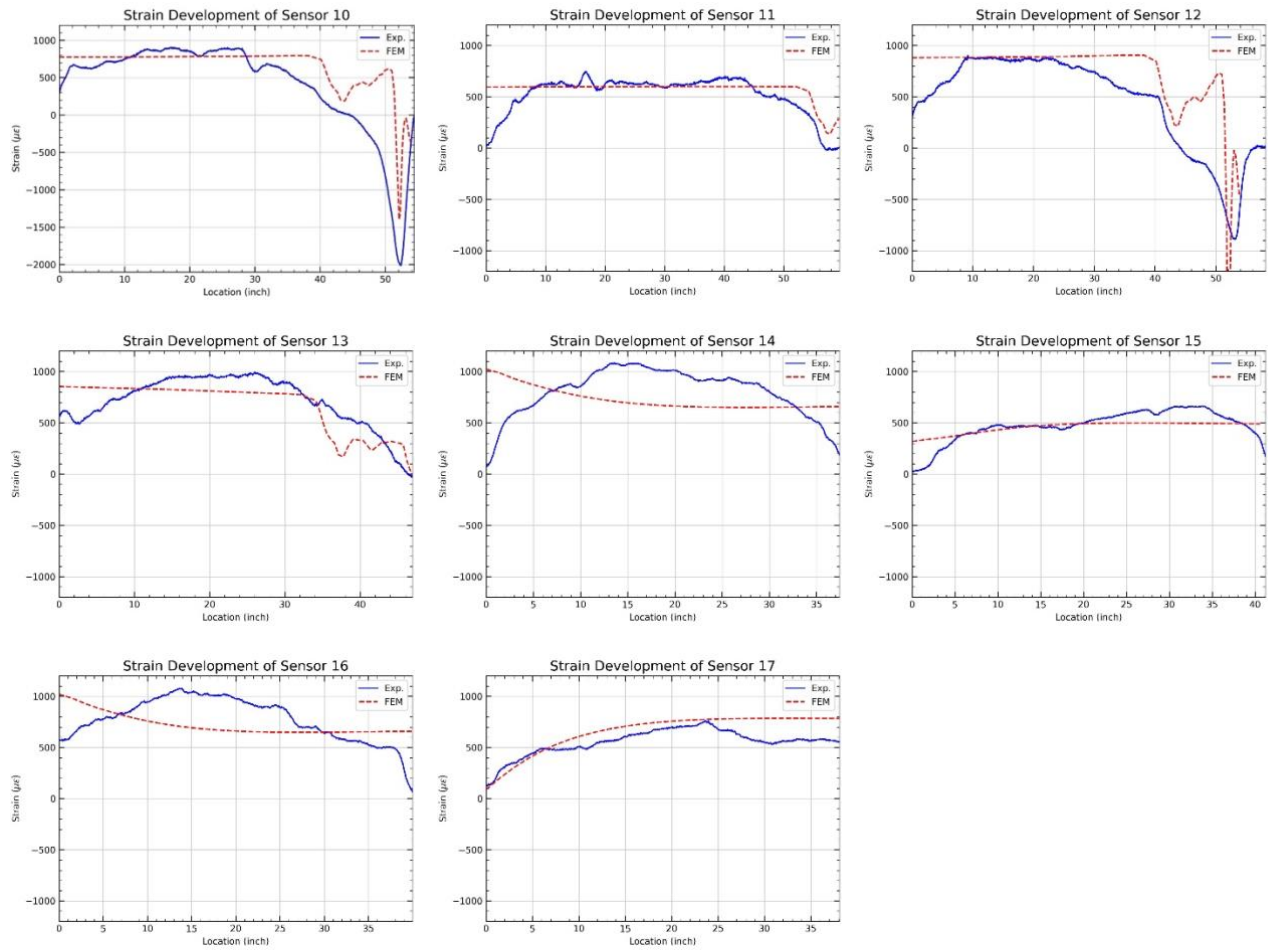 Strain Development of Sensor 10
Exp.
FEM
1000
500
0
−500
−1000
−1500
−2000
Strain (με)
0 10 20 30 40 50
Location (inch)
Strain Development of Sensor 11
Exp.
FEM
1000
500
0
−500
−1000
Strain (με)
0 10 20 30 40 50
Location (inch)
Strain Development of Sensor 12
Exp.
FEM
1000
500
0
−500
−1000
Strain (με)
0 10 20 30 40 50
Location (inch)
Strain Development of Sensor 13
Exp.
FEM
1000
500
0
−500
−1000
Strain (με)
0 10 20 30 40
Location (inch)
Strain Development of Sensor 14
Exp.
FEM
1000
500
0
−500
−1000
Strain (με)
0 5 10 15 20 25 30 35
Location (inch)
Strain Development of Sensor 15
Exp.
FEM
1000
500
0
−500
−1000
Strain (με)
0 5 10 15 20 25 30 35 40
Location (inch)
Strain Development of Sensor 16
Exp.
FEM
1000
500
0
−500
−1000
Strain (με)
0 5 10 15 20 25 30 35
Location (inch)
Strain Development of Sensor 17
Exp.
FEM
1000
500
0
−500
−1000
Strain (με)
0 5 10 15 20 25 30 35
Location (inch)